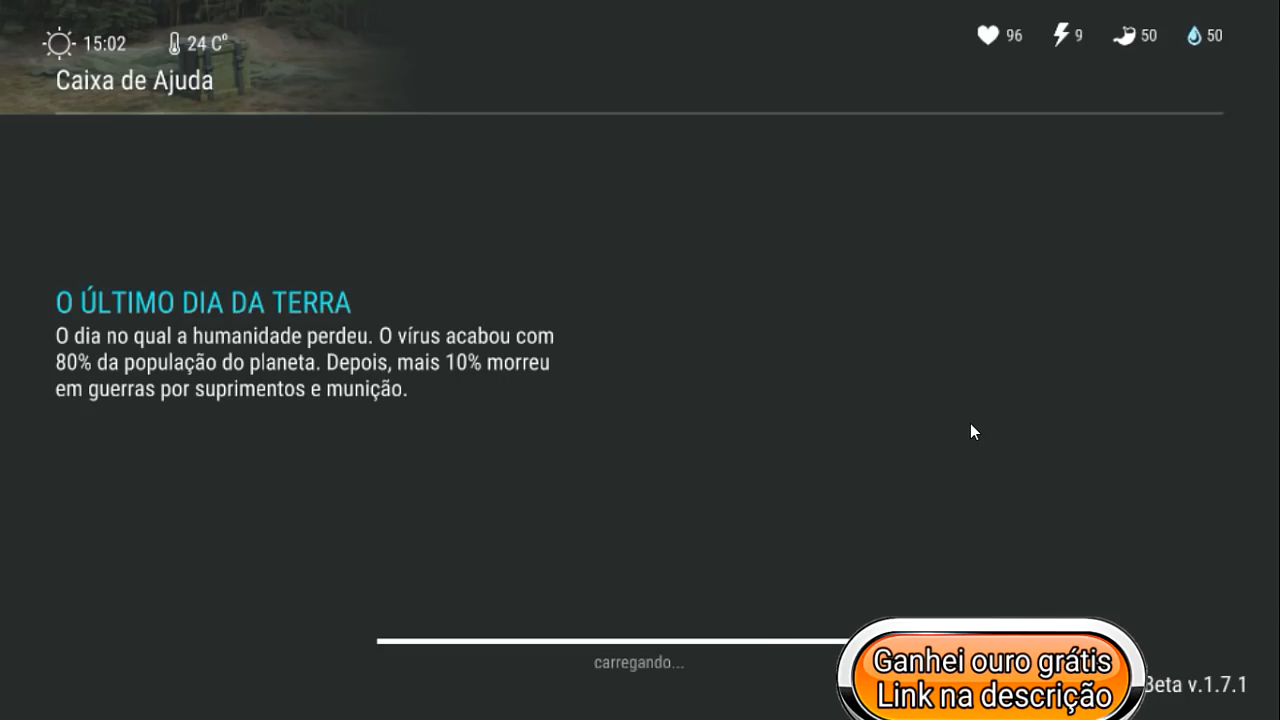 15:02 24 C° 96 9 50 50
Caixa de Ajuda
O ÚLTIMO DIA DA TERRA
O dia no qual a humanidade perdeu. O vírus acabou com
80% da população do planeta. Depois, mais 10% morreu
em guerras por suprimentos e munição.
carregando...
Ganhei ouro grátis
Link na descrição
Beta v.1.7.1